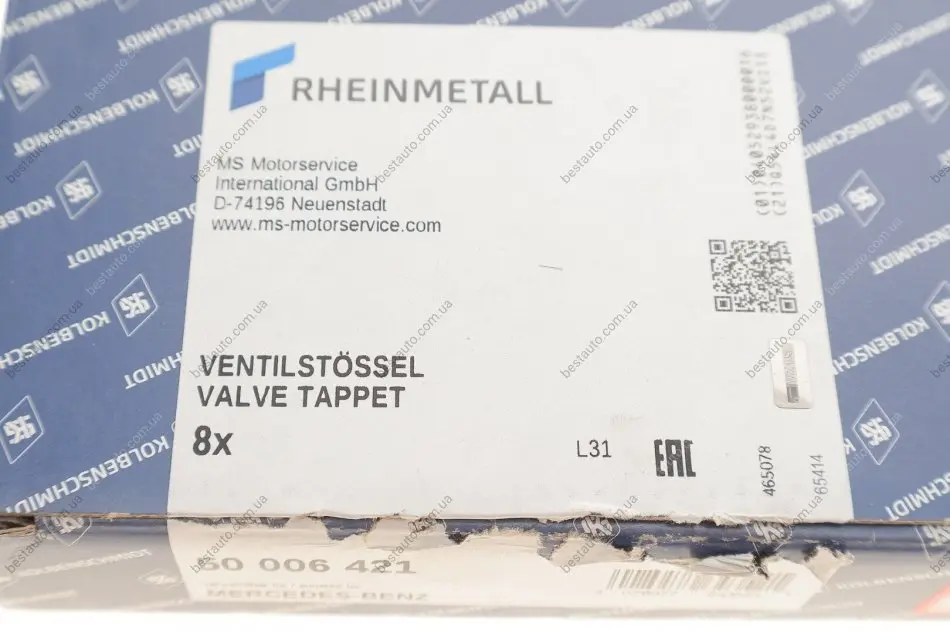 RHEINMETALL
MS Motorservice
International GmbH
D-74196 Neuenstadt
www.ms-motorservice.com
VENTILSTÖSSEL
VALVE TAPPET
8x
L31
EAC
465078
65414
50 006 421
MERCEDES-BENZ
KOLBENSCHMIDT
bestauto.com.ua